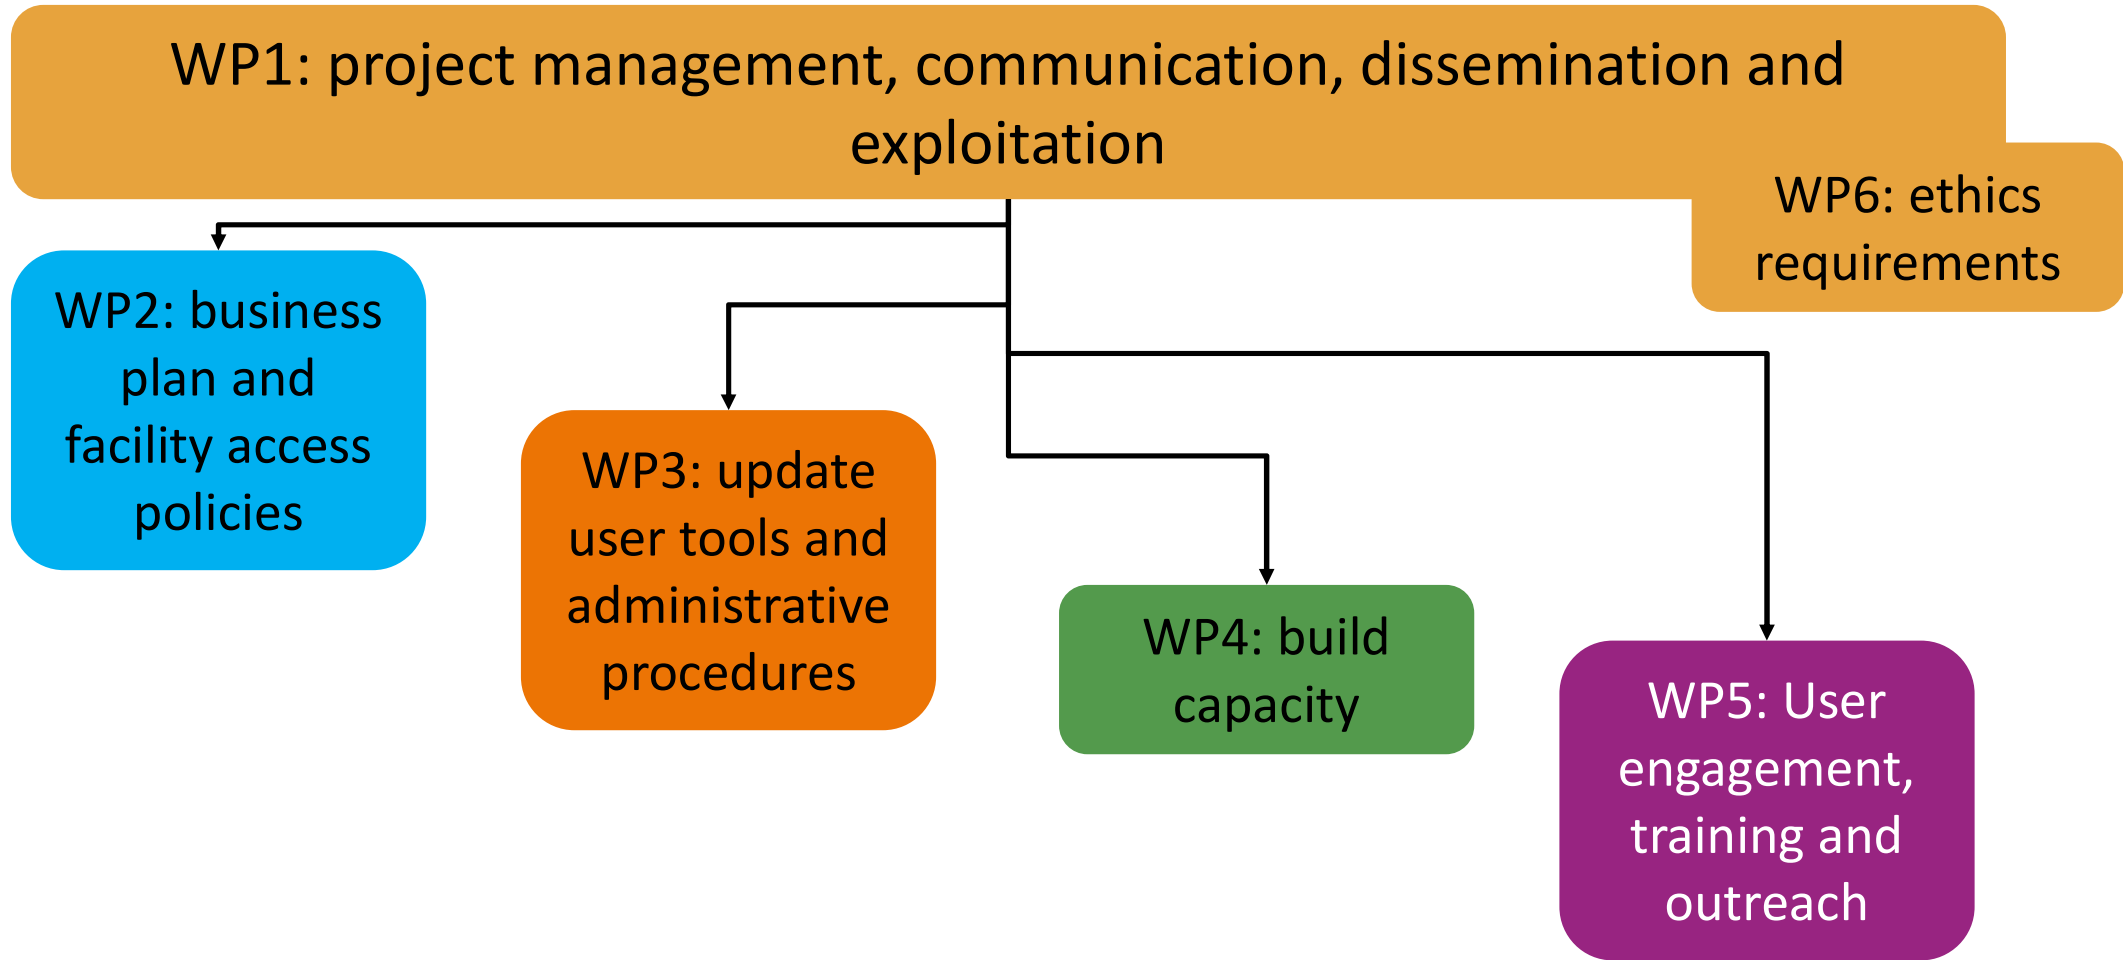 WP1: project management, communication, dissemination and
exploitation
WP6: ethics
requirements
WP2: business
plan and
facility access
policies
WP3: update
user tools and
administrative
procedures
WP4: build
capacity
WP5: User
engagement,
training and
outreach